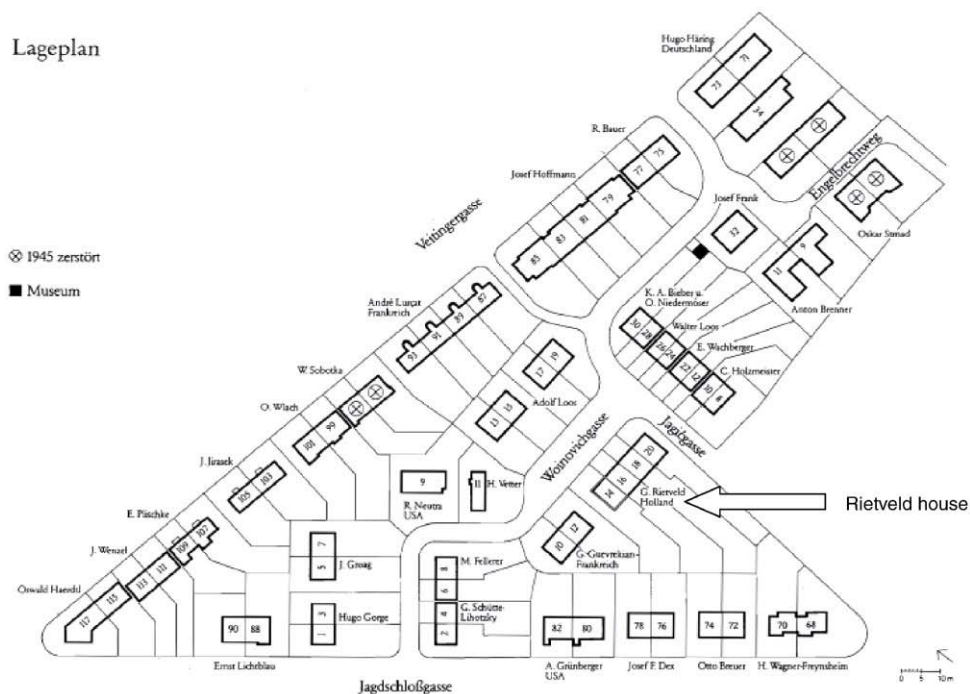 Lageplan
Hugo Häring
Deutschland
71
73
34
R. Bauer
75
77
Josef Hoffmann
79
81
83
85
Engelbrechtweg
Veitingergasse
Josef Frank
12
Oskar Strnad
9
11
Anton Brenner
⊗ 1945 zerstört
■ Museum
André Lurçat
Frankreich
87
89
91
93
K. A. Bieber u.
O. Niedermoser
30
28
Walter Loos
26
24
E. Wachberger
22
12
C. Holzmeister
10
8
W. Sobotka
19
17
Adolf Loos
15
13
O. Wlach
99
101
Woinovichgasse
Jagićgasse
J. Jirasek
103
105
20
18
16
14
G. Rietveld
Holland
Rietveld house
9
R. Neutra
USA
11
H. Vetter
E. Plischke
107
109
12
10
G. Guevrekian
Frankreich
J. Wenzel
111
113
7
5
J. Groag
M. Fellerer
8
6
Oswald Haerdtl
115
117
3
1
Hugo Gorge
G. Schütte-
Lihotzky
4
2
90
88
82
80
78
76
74
72
70
68
Ernst Lichtblau
A. Grünberger
USA
Josef F. Dex
Otto Breuer
H. Wagner-Freynsheim
Jagdschloßgasse
0 5 10 m